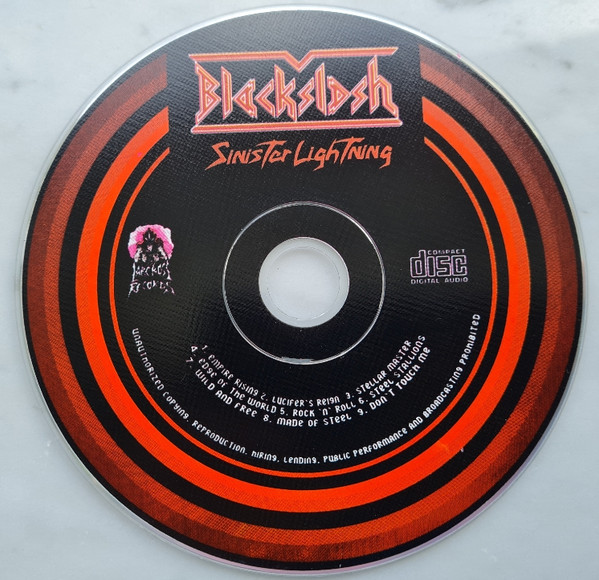 Blackslash
Sinister Lightning
RECORDS
COMPACT
disc
DIGITAL AUDIO
1. EMPIRE RISING 2. LUCIFER'S REIGN 3. STELLAR MASTER
4. EDGE OF THE WORLD 5. ROCK 'N' ROLL 6. STEEL STALLIONS
7. WILD AND FREE 8. MADE OF STEEL 9. DON'T TOUCH ME
UNAUTHORIZED COPYING, REPRODUCTION, HIRING, LENDING, PUBLIC PERFORMANCE AND BROADCASTING PROHIBITED